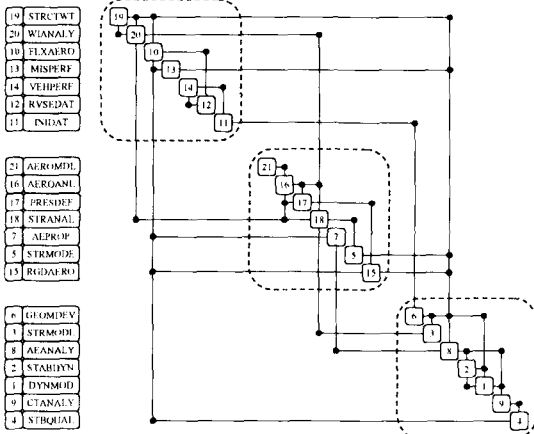 19 STRCTWT
20 WIANALY
10 FLXAERO
13 MISPERF
14 VEHPERF
12 RVSEDAT
11 INIDAT
19
20
10
13
14
12
11
21 AEROMDL
16 AEROANL
17 PRESDEF
18 STRANAL
7 AEPROP
5 STRMODE
15 RGDAERO
21
16
17
18
7
5
15
6 GEOMDEV
3 STRMODL
8 AEANALY
2 STABDYN
1 DYNMOD
9 CTANALY
4 STBQUAL
6
3
8
2
1
9
4